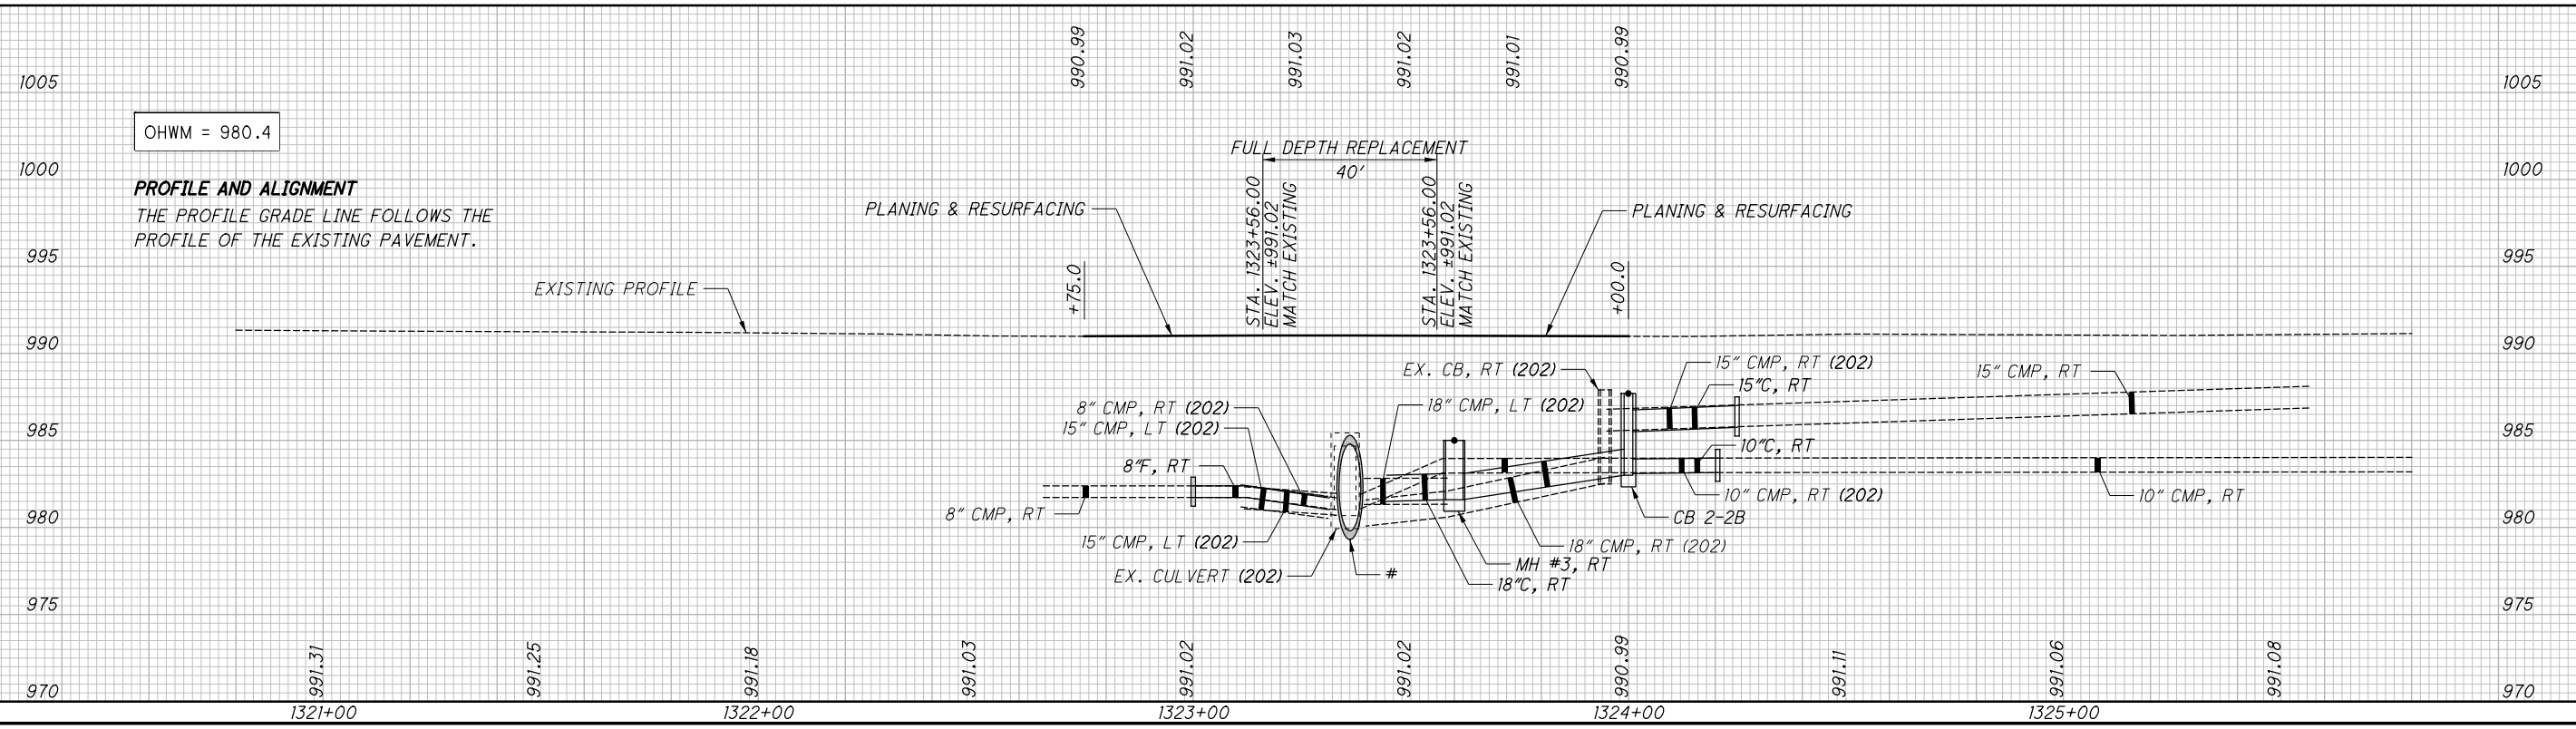 990.99
991.02
991.03
991.02
991.01
990.99
1005
1005
OHWM = 980.4
FULL DEPTH REPLACEMENT
40'
1000
1000
PROFILE AND ALIGNMENT
THE PROFILE GRADE LINE FOLLOWS THE
PROFILE OF THE EXISTING PAVEMENT.
PLANING & RESURFACING
STA. 1323+56.00
ELEV. ±991.02
MATCH EXISTING
STA. 1323+56.00
ELEV. ±991.02
MATCH EXISTING
PLANING & RESURFACING
995
995
EXISTING PROFILE
+75.0
+00.0
990
990
EX. CB, RT (202)
15" CMP, RT (202)
15"C, RT
15" CMP, RT
8" CMP, RT (202)
18" CMP, LT (202)
15" CMP, LT (202)
985
985
10"C, RT
8"F, RT
10" CMP, RT (202)
10" CMP, RT
8" CMP, RT
CB 2-2B
980
980
15" CMP, LT (202)
18" CMP, RT (202)
MH #3, RT
EX. CULVERT (202)
#
18"C, RT
975
975
991.31
991.25
991.18
991.03
991.02
991.02
990.99
991.11
991.06
991.08
970
970
1321+00
1322+00
1323+00
1324+00
1325+00